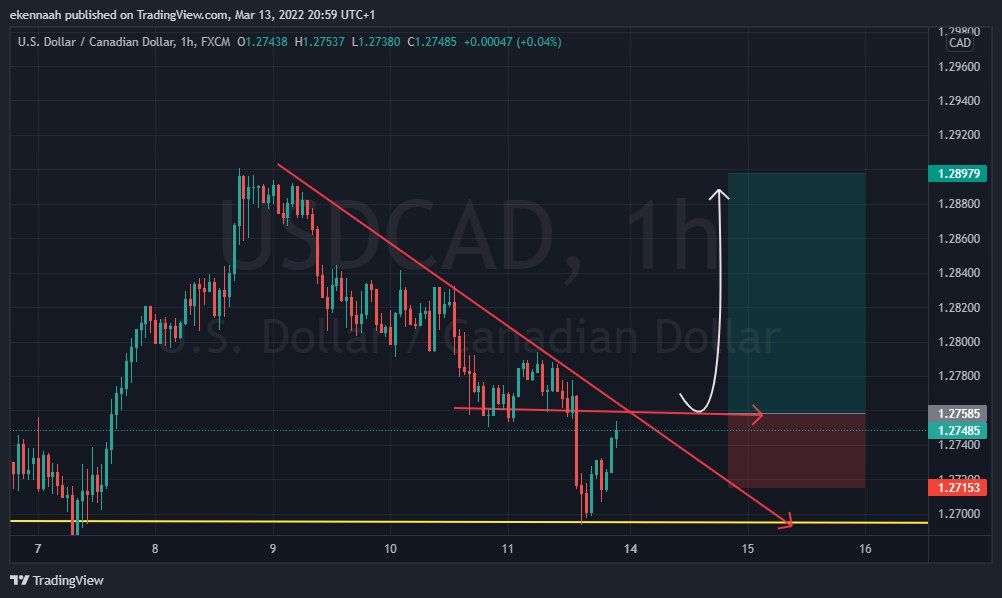 ekennaah published on TradingView.com, Mar 13, 2022 20:59 UTC+1
U.S. Dollar / Canadian Dollar, 1h, FXCM O1.27438 H1.27537 L1.27380 C1.27485 +0.00047 (+0.04%)
1.29800
CAD
1.29600
1.29400
1.29200
1.28979
1.28800
1.28600
1.28400
1.28200
1.28000
1.27800
1.27585
1.27485
1.27400
1.27200
1.27153
1.27000
USDCAD, 1h
U.S. Dollar / Canadian Dollar
7 8 9 10 11 14 15 16
TradingView